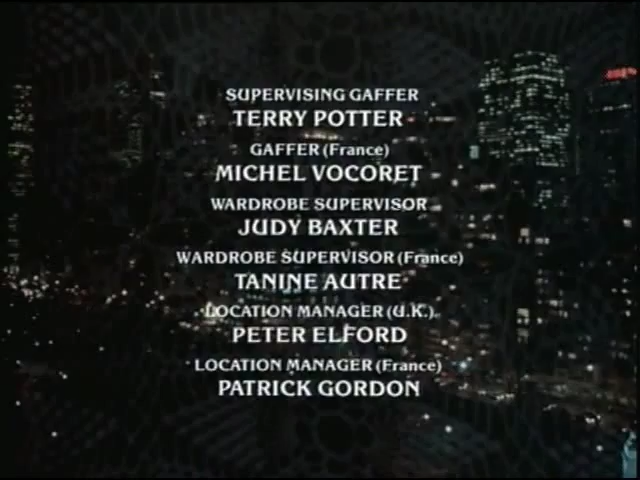 SUPERVISING GAFFER
TERRY POTTER
GAFFER (France)
MICHEL VOCORET
WARDROBE SUPERVISOR
JUDY BAXTER
WARDROBE SUPERVISOR (France)
TANINE AUTRE
LOCATION MANAGER (U.K.)
PETER ELFORD
LOCATION MANAGER (France)
PATRICK GORDON